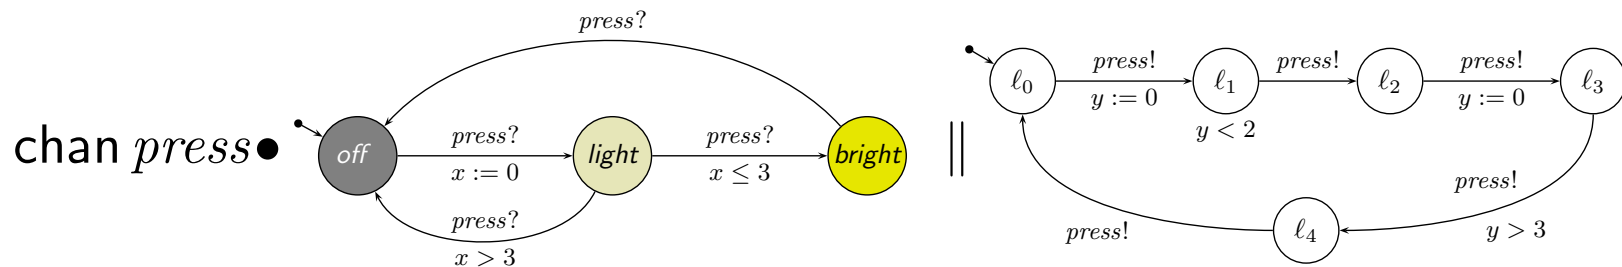 chan press •
press?
off
press?
x := 0
light
press?
x ≤ 3
bright
press?
x > 3
||
ℓ0
press!
y := 0
ℓ1
y < 2
press!
ℓ2
press!
y := 0
ℓ3
press!
y > 3
ℓ4
press!